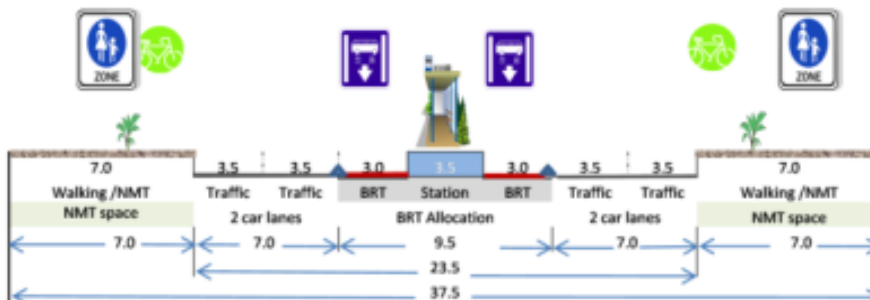 ZONE
ZONE
7.0 3.5 3.5 3.0 3.5 3.0 3.5 3.5 7.0
Walking /NMT Traffic Traffic BRT Station BRT Traffic Traffic Walking /NMT
NMT space 2 car lanes BRT Allocation 2 car lanes NMT space
7.0 7.0 9.5 7.0 7.0
23.5
37.5